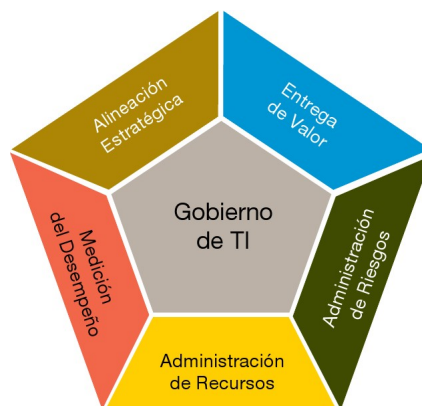 Alineación
Estratégica
Entrega
de Valor
Gobierno
de TI
Medición
del Desempeño
Administración
de Riesgos
Administración
de Recursos